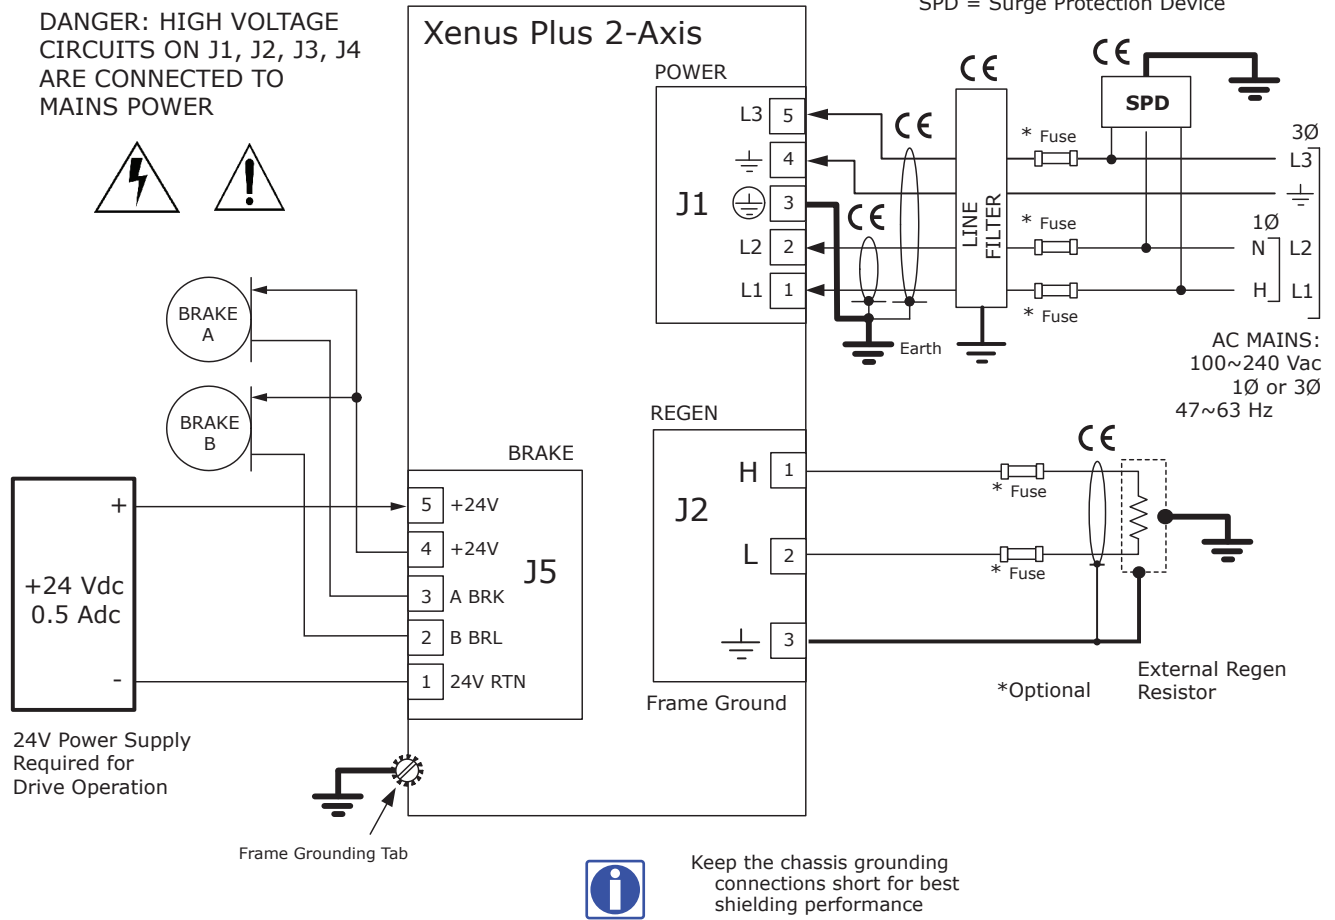 SPD = Surge Protection Device
DANGER: HIGH VOLTAGE
CIRCUITS ON J1, J2, J3, J4
ARE CONNECTED TO
MAINS POWER
Xenus Plus 2-Axis
POWER
L3 5
4
J1
3
L2 2
L1 1
CE
CE
CE
CE
SPD
LINE
FILTER
* Fuse
* Fuse
* Fuse
3Ø
L3
1Ø
N L2
H L1
Earth
AC MAINS:
100~240 Vac
1Ø or 3Ø
47~63 Hz
BRAKE
A
BRAKE
B
BRAKE
5 +24V
4 +24V
J5
3 A BRK
2 B BRL
1 24V RTN
+
+24 Vdc
0.5 Adc
-
24V Power Supply
Required for
Drive Operation
REGEN
H 1
J2
L 2
3
Frame Ground
CE
* Fuse
* Fuse
*Optional
External Regen
Resistor
Frame Grounding Tab
i
Keep the chassis grounding
connections short for best
shielding performance